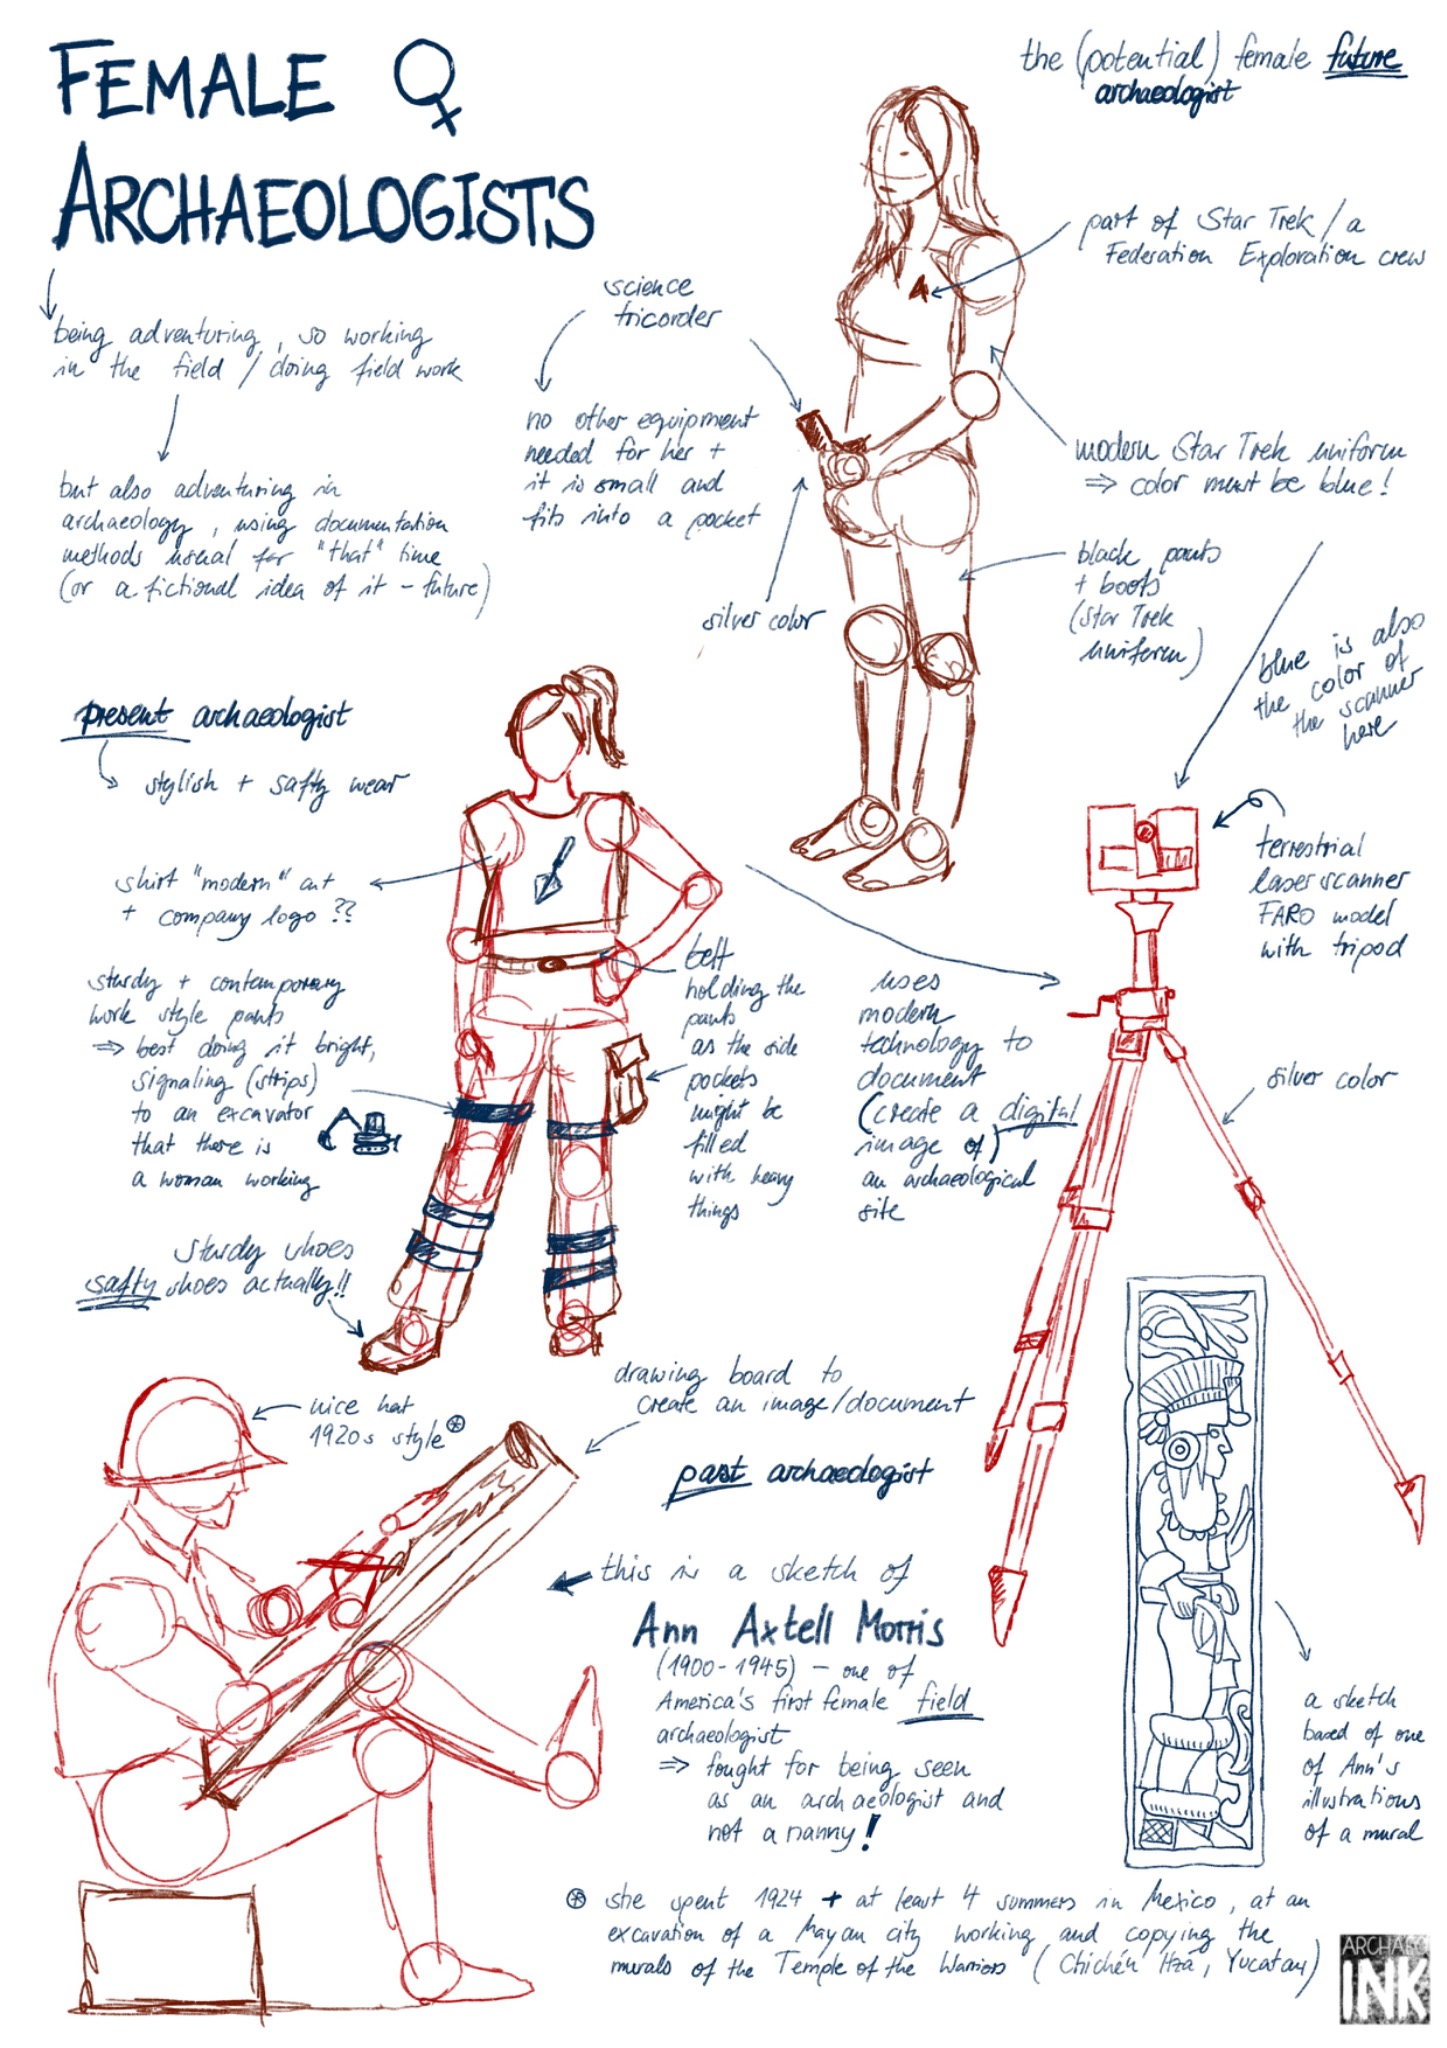 FEMALE ♀
ARCHAEOLOGISTS
being adventuring, so working
in the field / doing field work
but also adventuring in
archaeology, using documentation
methods usual for "that" time
(or a fictional idea of it - future)
the (potential) female future
archaeologist
part of Star Trek / a
Federation Exploration crew
science
tricorder
no other equipment
needed for her +
it is small and
fits into a pocket
silver color
modern Star Trek uniform
⇒ color must be blue!
black pants
+ boots
(Star Trek
uniform)
blue is also
the color of
the scanner
here
present archaeologist
stylish + safty wear
shirt "modern" cut
+ company logo ??
sturdy + contemporary
work style pants
⇒ best doing it bright,
signaling (strips)
to an excavator
that there is
a woman working
sturdy shoes
safty shoes actually!!
belt
holding the
pants
as the side
pockets
might be
filled
with heavy
things
uses
modern
technology to
document
(create a digital
image of)
an archaeological
site
terrestrial
laserscanner
FARO model
with tripod
silver color
nice hat
1920s style ⊛
drawing board to
create an image/document
past archaeologist
this is a sketch of
Ann Axtell Morris
(1900-1945) - one of
America's first female field
archaeologist
⇒ fought for being seen
as an archaeologist and
not a nanny!
a sketch
based of one
of Ann's
illustrations
of a mural
⊛ she spent 1924 + at least 4 summers in Mexico, at an
excavation of a Mayan city working and copying the
murals of the Temple of the Warriors (Chichén Itzá, Yucatan)
ARCHAEO
INK